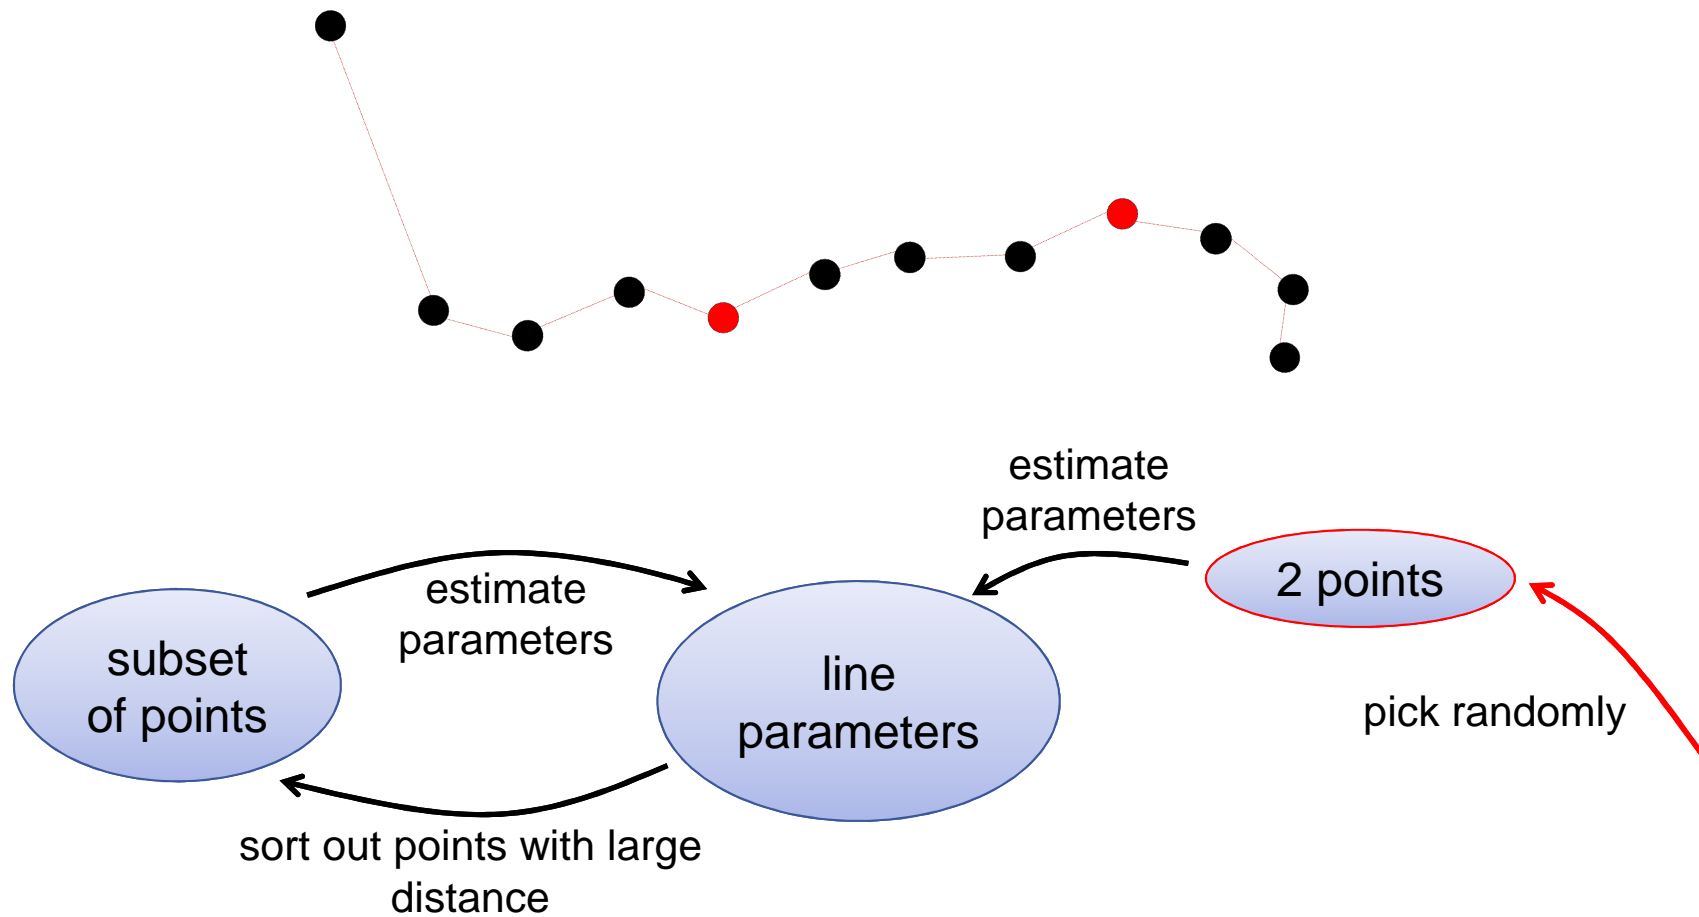 estimate
parameters
2 points
estimate
parameters
subset
of points
line
parameters
pick randomly
sort out points with large
distance